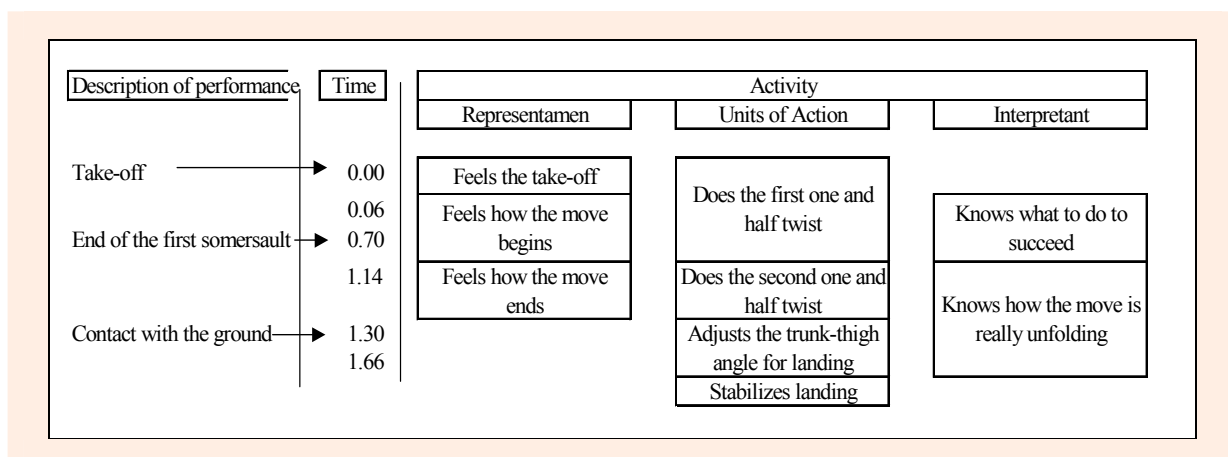 Description of performance
Time
Activity
Representamen
Units of Action
Interpretant
Take-off
0.00
Feels the take-off
Does the first one and
half twist
0.06
Feels how the move
begins
Knows what to do to
succeed
End of the first somersault
0.70
1.14
Feels how the move
ends
Does the second one and
half twist
Knows how the move is
really unfolding
Contact with the ground
1.30
Adjusts the trunk-thigh
angle for landing
1.66
Stabilizes landing